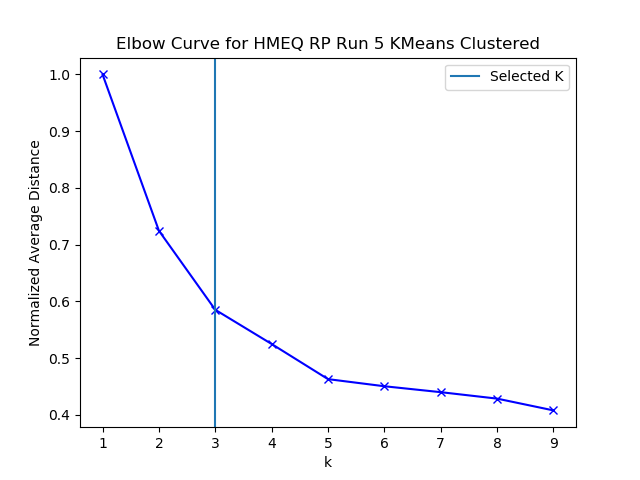 Elbow Curve for HMEQ RP Run 5 KMeans Clustered
Selected K
Normalized Average Distance
1.0
0.9
0.8
0.7
0.6
0.5
0.4
1 2 3 4 5 6 7 8 9
k